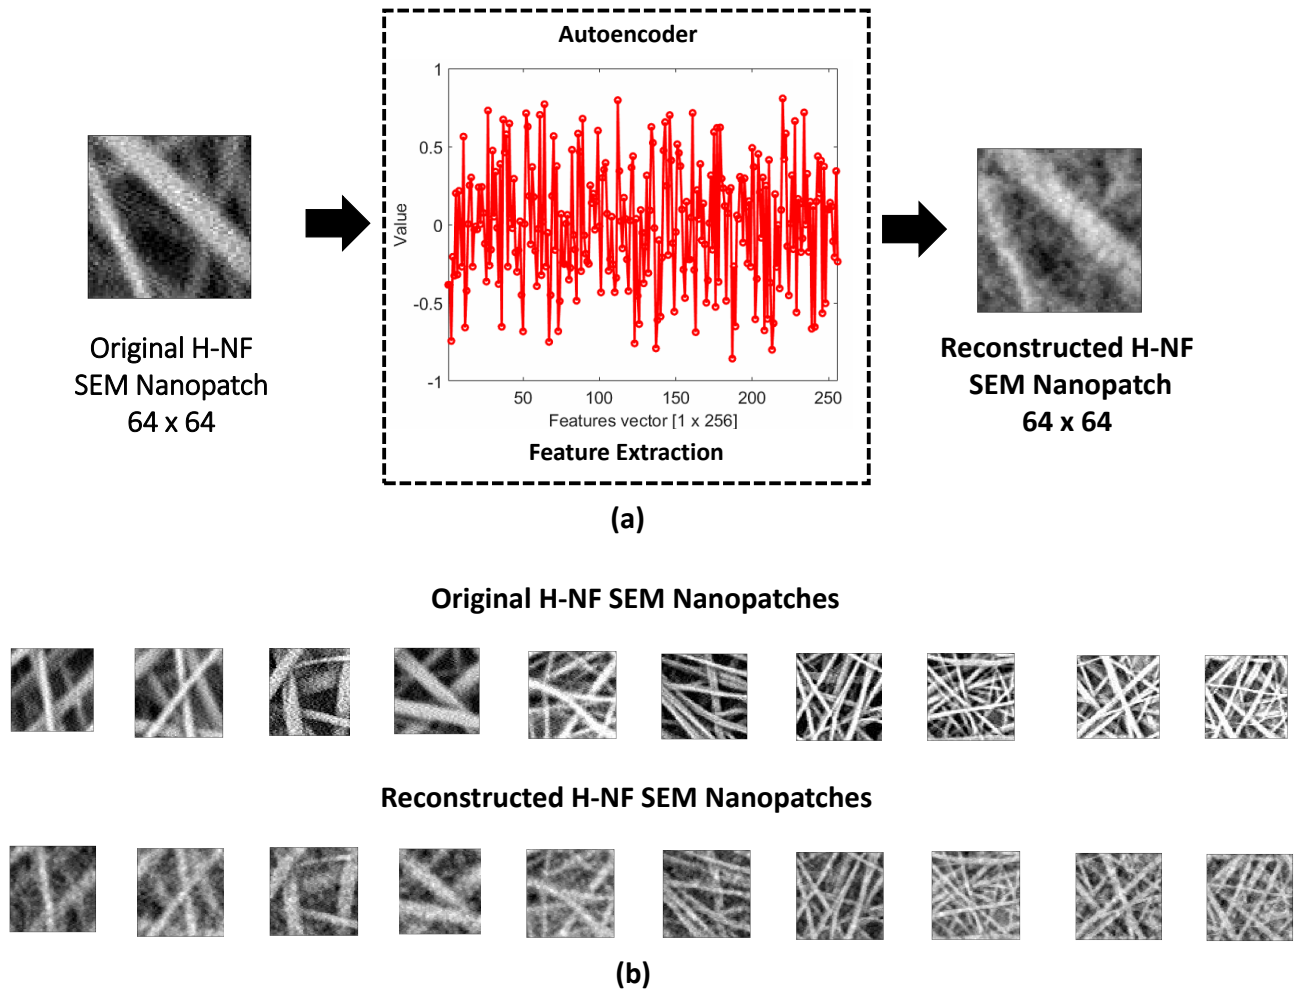 Autoencoder
1
0.5
0
-0.5
-1
Value
50
100
150
200
250
Features vector [1 x 256]
Feature Extraction
Original H-NF
SEM Nanopatch
64 x 64
Reconstructed H-NF
SEM Nanopatch
64 x 64
(a)
Original H-NF SEM Nanopatches
Reconstructed H-NF SEM Nanopatches
(b)